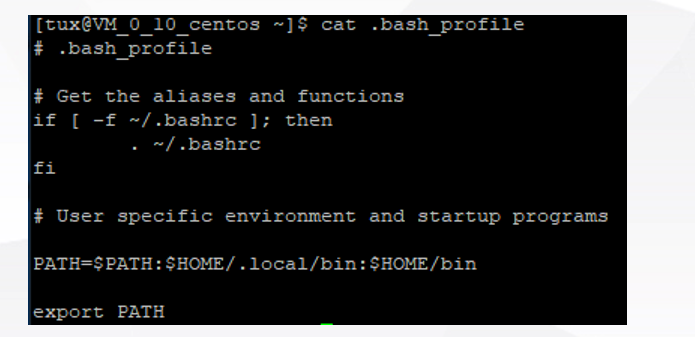 [tux@VM_0_10_centos ~]$ cat .bash_profile
# .bash_profile
# Get the aliases and functions
if [ -f ~/.bashrc ]; then
        . ~/.bashrc
fi
# User specific environment and startup programs
PATH=$PATH:$HOME/.local/bin:$HOME/bin
export PATH